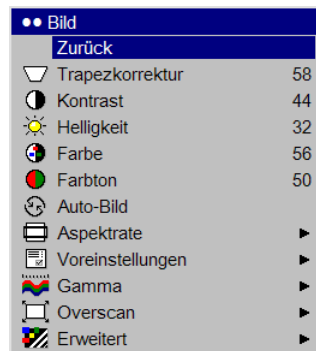 ●● Bild
Zurück
Trapezkorrektur 58
Kontrast 44
Helligkeit 32
Farbe 56
Farbton 50
Auto-Bild
Aspektrate ►
Voreinstellungen ►
Gamma ►
Overscan ►
Erweitert ►